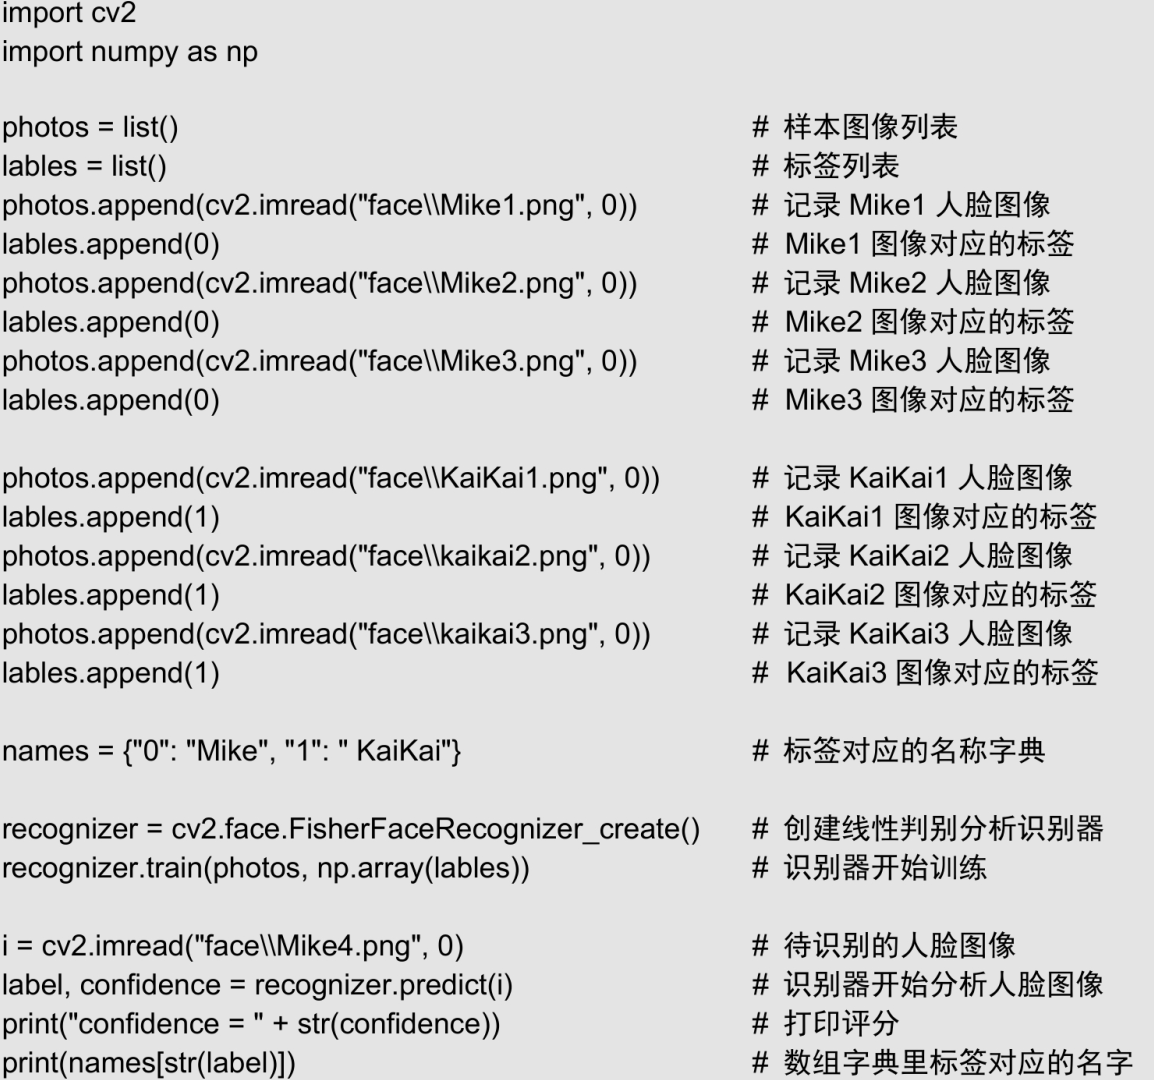 import cv2
import numpy as np
photos = list() # 样本图像列表
lables = list() # 标签列表
photos.append(cv2.imread("face\\Mike1.png", 0)) # 记录 Mike1 人脸图像
lables.append(0) # Mike1 图像对应的标签
photos.append(cv2.imread("face\\Mike2.png", 0)) # 记录 Mike2 人脸图像
lables.append(0) # Mike2 图像对应的标签
photos.append(cv2.imread("face\\Mike3.png", 0)) # 记录 Mike3 人脸图像
lables.append(0) # Mike3 图像对应的标签
photos.append(cv2.imread("face\\KaiKai1.png", 0)) # 记录 KaiKai1 人脸图像
lables.append(1) # KaiKai1 图像对应的标签
photos.append(cv2.imread("face\\kaikai2.png", 0)) # 记录 KaiKai2 人脸图像
lables.append(1) # KaiKai2 图像对应的标签
photos.append(cv2.imread("face\\kaikai3.png", 0)) # 记录 KaiKai3 人脸图像
lables.append(1) # KaiKai3 图像对应的标签
names = {"0": "Mike", "1": " KaiKai"} # 标签对应的名称字典
recognizer = cv2.face.FisherFaceRecognizer_create() # 创建线性判别分析识别器
recognizer.train(photos, np.array(lables)) # 识别器开始训练
i = cv2.imread("face\\Mike4.png", 0) # 待识别的人脸图像
label, confidence = recognizer.predict(i) # 识别器开始分析人脸图像
print("confidence = " + str(confidence)) # 打印评分
print(names[str(label)]) # 数组字典里标签对应的名字